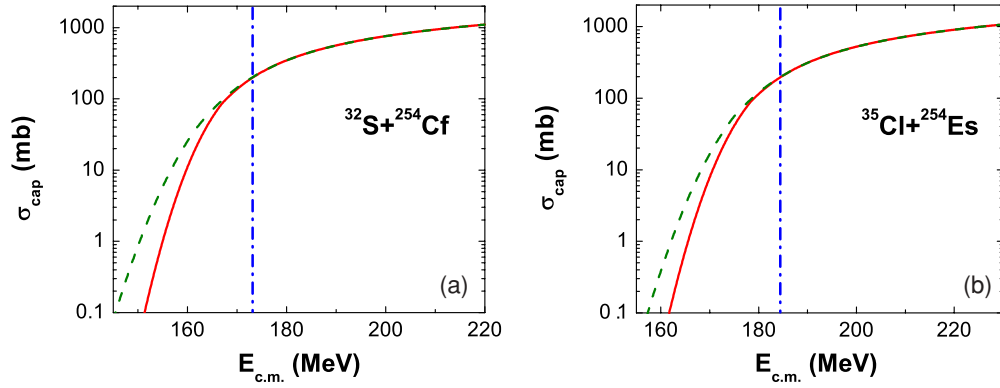 1000
100
10
1
0.1
σcap (mb)
³²S+²⁵⁴Cf
(a)
160 180 200 220
Ec.m. (MeV)
1000
100
10
1
0.1
σcap (mb)
³⁵Cl+²⁵⁴Es
(b)
160 180 200 220
Ec.m. (MeV)